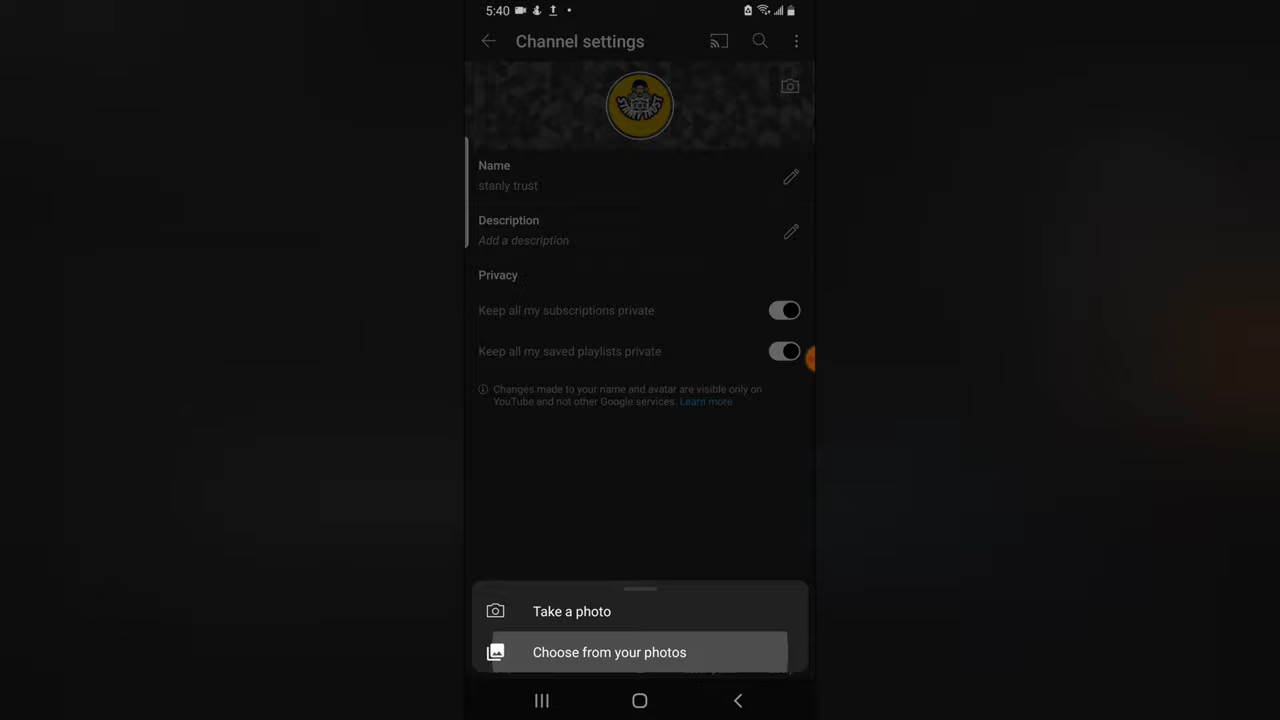 5:40
Channel settings
STANLY TRUST
Name
stanly trust
Description
Add a description
Privacy
Keep all my subscriptions private
Keep all my saved playlists private
Changes made to your name and avatar are visible only on
YouTube and not other Google services. Learn more
Take a photo
Choose from your photos